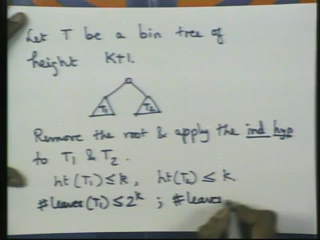 Let T be a bin tree of
height K+1.
T₁ T₂
Remove the root & apply the ind hyp
to T₁ & T₂.
ht (T₁) ≤ k, ht (T₂) ≤ k.
# leaves (T₁) ≤ 2^k ; # leaves